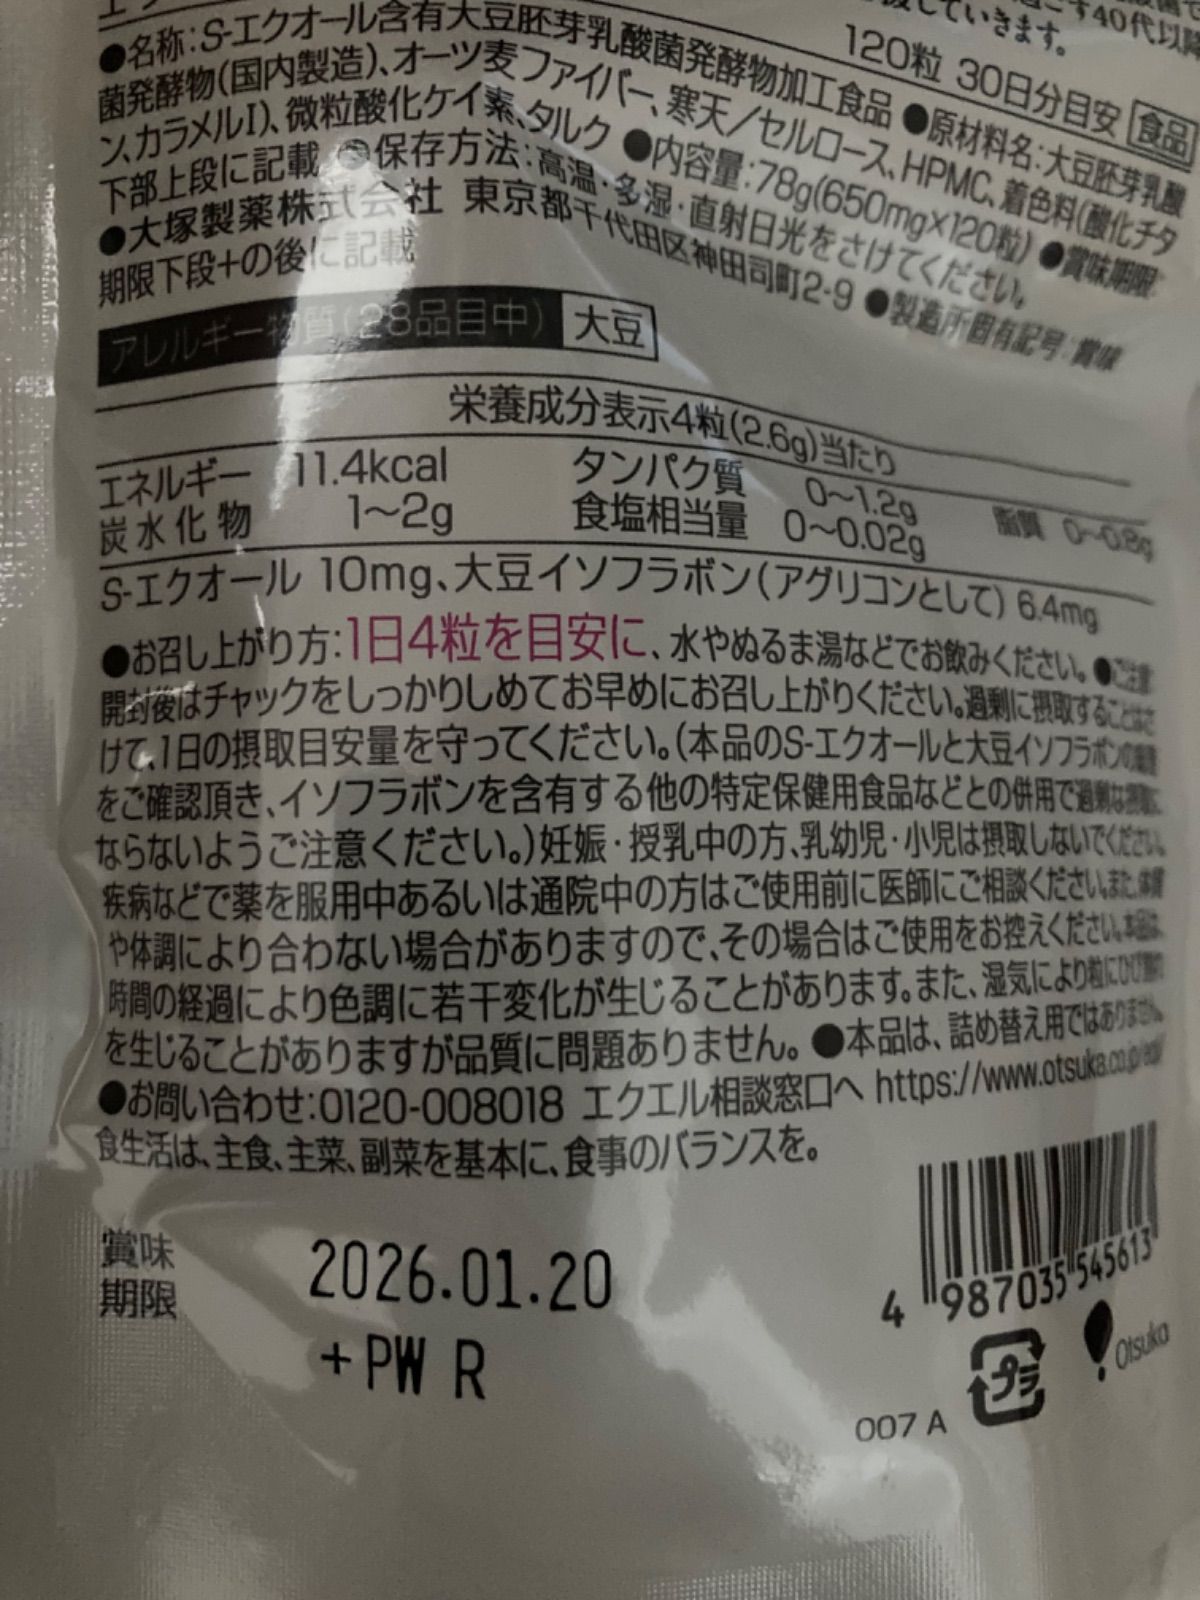 120粒 30日分目安 食品
●名称:S-エクオール含有大豆胚芽乳酸菌発酵物加工食品 ●原材料名:大豆胚芽乳酸
菌発酵物(国内製造)、オーツ麦ファイバー、寒天/セルロース、HPMC、着色料(酸化チタ
ン、カラメルI)、微粒酸化ケイ素、タルク ●内容量:78g(650mg×120粒) ●賞味期限:
下部上段に記載 ●保存方法:高温・多湿・直射日光をさけてください。
●大塚製薬株式会社 東京都千代田区神田司町2-9 ●製造所固有記号:賞味
期限下段+の後に記載
アレルギー物質(28品目中) 大豆
栄養成分表示4粒(2.6g)当たり
エネルギー 11.4kcal タンパク質 0~1.2g 脂質 0~0.8g
炭水化物 1~2g 食塩相当量 0~0.02g
S-エクオール 10mg、大豆イソフラボン(アグリコンとして) 6.4mg
●お召し上がり方:1日4粒を目安に、水やぬるま湯などでお飲みください。●ご注意:
開封後はチャックをしっかりしめてお早めにお召し上がりください。過剰に摂取することはさ
けて、1日の摂取目安量を守ってください。(本品のS-エクオールと大豆イソフラボンの
をご確認頂き、イソフラボンを含有する他の特定保健用食品などとの併用で過剰な摂取に
ならないようご注意ください。)妊娠・授乳中の方、乳幼児・小児は摂取しないでください。
疾病などで薬を服用中あるいは通院中の方はご使用前に医師にご相談ください。また、体質
や体調により合わない場合がありますので、その場合はご使用をお控えください。本品は、
時間の経過により色調に若干変化が生じることがあります。また、湿気により粒にひび
を生じることがありますが品質に問題ありません。●本品は、詰め替え用ではありません。
●お問い合わせ:0120-008018 エクエル相談窓口へ https://www.otsuka.co.jp/
食生活は、主食、主菜、副菜を基本に、食事のバランスを。
賞味
期限
2026.01.20
+PW R
4 987035 545613
プラ
Otsuka
007 A